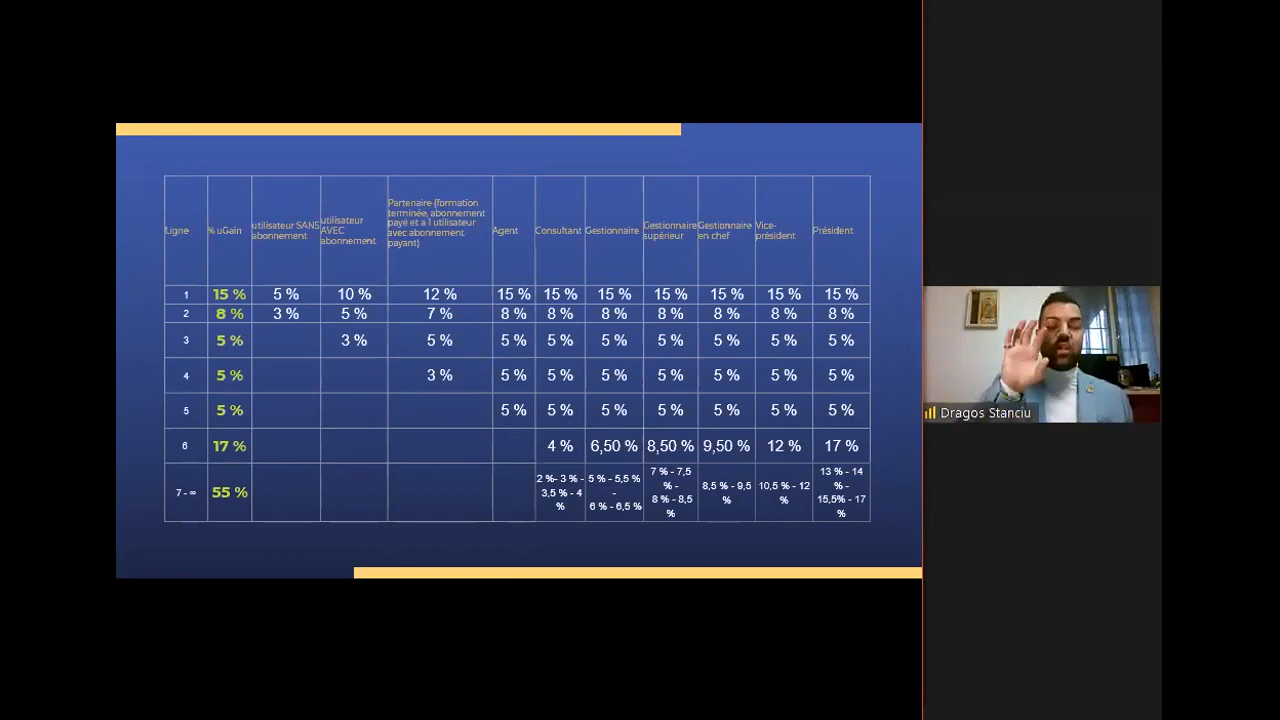 Ligne % uGain utilisateur SANS abonnement utilisateur AVEC abonnement Partenaire (formation terminée, abonnement payé et a 1 utilisateur avec abonnement payant) Agent Consultant Gestionnaire Gestionnaire supérieur Gestionnaire en chef Vice-président Président
1 15 % 5 % 10 % 12 % 15 % 15 % 15 % 15 % 15 % 15 % 15 %
2 8 % 3 % 5 % 7 % 8 % 8 % 8 % 8 % 8 % 8 % 8 %
3 5 % 3 % 5 % 5 % 5 % 5 % 5 % 5 % 5 % 5 %
4 5 % 3 % 5 % 5 % 5 % 5 % 5 % 5 % 5 %
5 5 % 5 % 5 % 5 % 5 % 5 % 5 % 5 %
6 17 % 4 % 6,50 % 8,50 % 9,50 % 12 % 17 %
7 - ∞ 55 % 2 %- 3 % - 3,5 % - 4 % 5 % - 5,5 % - 6 % - 6,5 % 7 % - 7,5 % - 8 % - 8,5 % 8,5 % - 9,5 % 10,5 % - 12 % 13 % - 14 % - 15,5% - 17 %
Dragos Stanciu